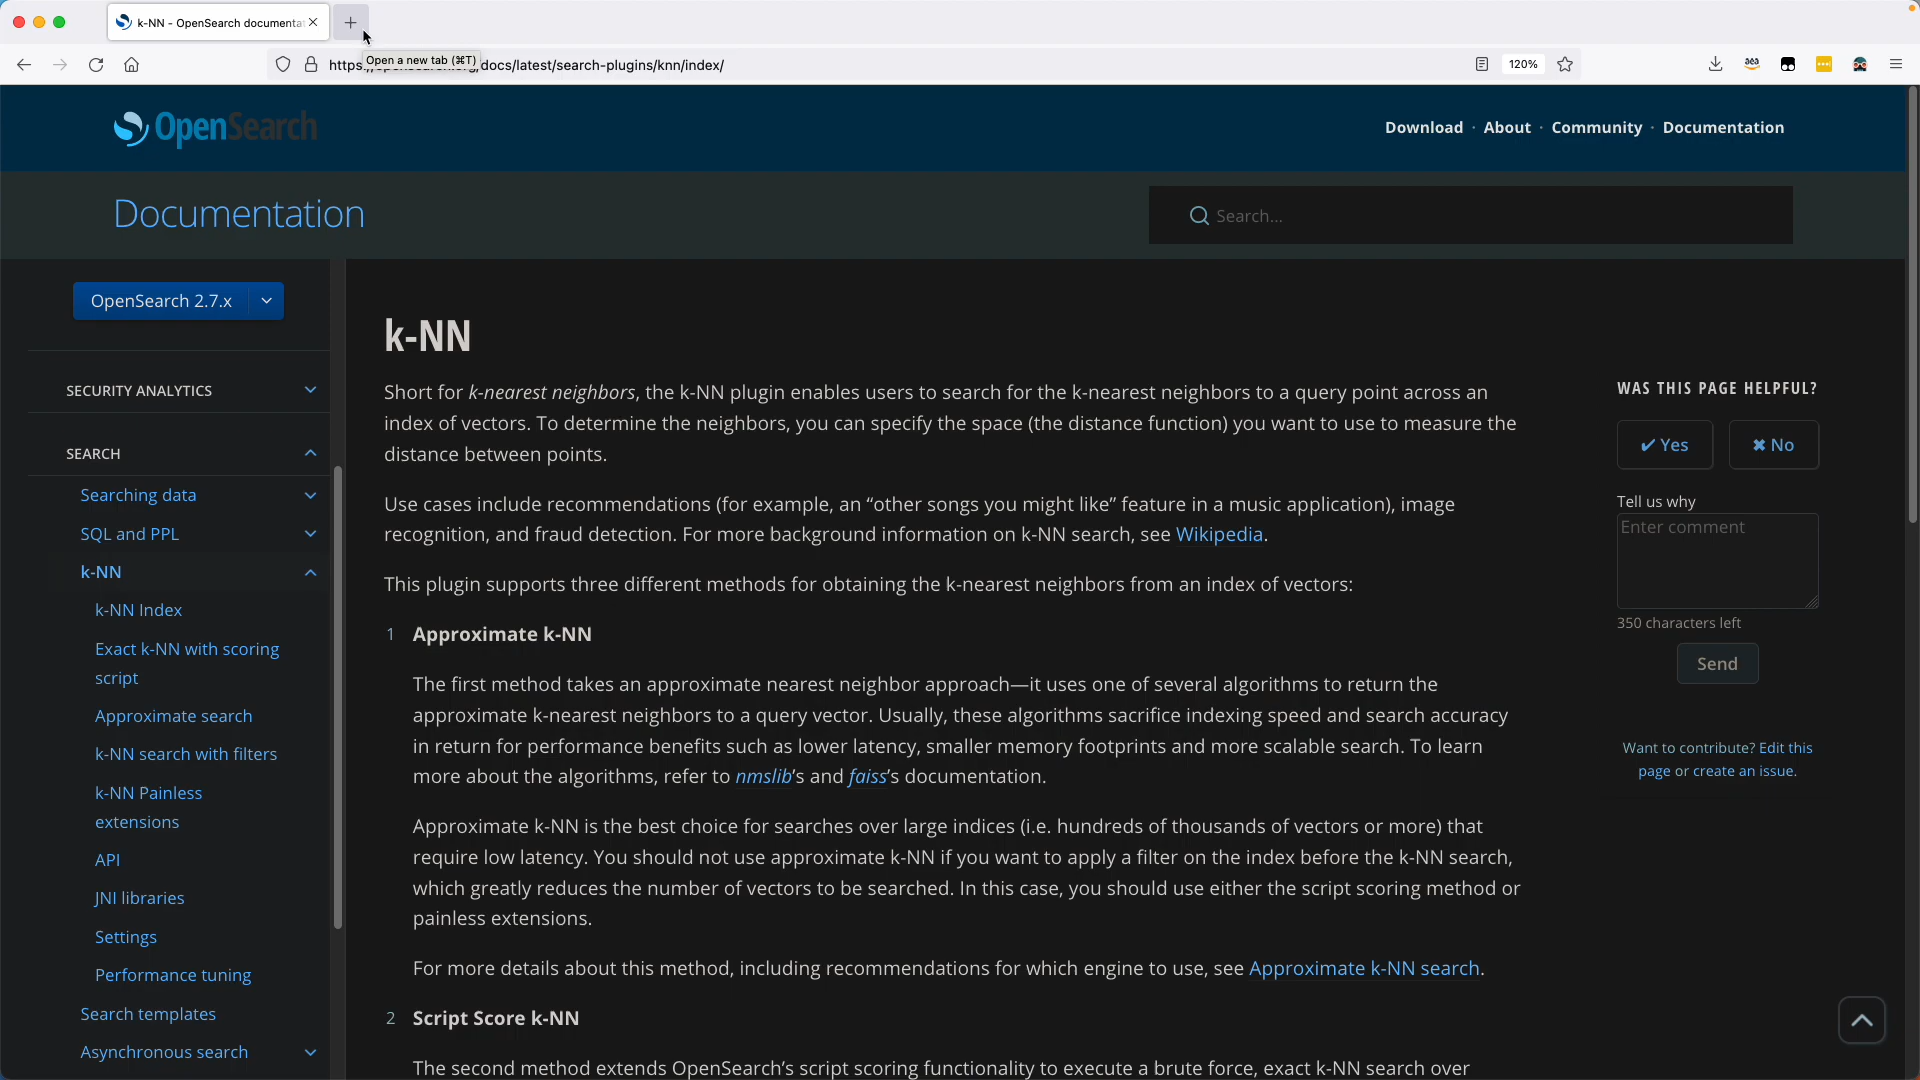 k-NN - OpenSearch documenta
Open a new tab (⌘T)
https://opensearch.org/docs/latest/search-plugins/knn/index/
120%
OpenSearch
Download · About · Community · Documentation
Documentation
Search...
OpenSearch 2.7.x
SECURITY ANALYTICS
SEARCH
Searching data
SQL and PPL
k-NN
k-NN Index
Exact k-NN with scoring
script
Approximate search
k-NN search with filters
k-NN Painless
extensions
API
JNI libraries
Settings
Performance tuning
Search templates
Asynchronous search
k-NN
Short for k-nearest neighbors, the k-NN plugin enables users to search for the k-nearest neighbors to a query point across an
index of vectors. To determine the neighbors, you can specify the space (the distance function) you want to use to measure the
distance between points.
Use cases include recommendations (for example, an “other songs you might like” feature in a music application), image
recognition, and fraud detection. For more background information on k-NN search, see Wikipedia.
This plugin supports three different methods for obtaining the k-nearest neighbors from an index of vectors:
1 Approximate k-NN
The first method takes an approximate nearest neighbor approach—it uses one of several algorithms to return the
approximate k-nearest neighbors to a query vector. Usually, these algorithms sacrifice indexing speed and search accuracy
in return for performance benefits such as lower latency, smaller memory footprints and more scalable search. To learn
more about the algorithms, refer to nmslib's and faiss's documentation.
Approximate k-NN is the best choice for searches over large indices (i.e. hundreds of thousands of vectors or more) that
require low latency. You should not use approximate k-NN if you want to apply a filter on the index before the k-NN search,
which greatly reduces the number of vectors to be searched. In this case, you should use either the script scoring method or
painless extensions.
For more details about this method, including recommendations for which engine to use, see Approximate k-NN search.
2 Script Score k-NN
The second method extends OpenSearch's script scoring functionality to execute a brute force, exact k-NN search over
WAS THIS PAGE HELPFUL?
✔ Yes
✖ No
Tell us why
Enter comment
350 characters left
Send
Want to contribute? Edit this
page or create an issue.